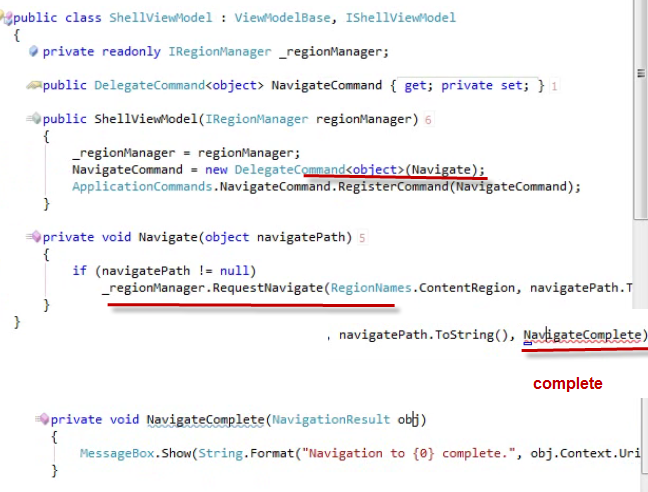 public class ShellViewModel : ViewModelBase, IShellViewModel
{
private readonly IRegionManager _regionManager;
public DelegateCommand<object> NavigateCommand { get; private set; } 1
public ShellViewModel(IRegionManager regionManager) 6
{
_regionManager = regionManager;
NavigateCommand = new DelegateCommand<object>(Navigate);
ApplicationCommands.NavigateCommand.RegisterCommand(NavigateCommand);
}
private void Navigate(object navigatePath) 5
{
if (navigatePath != null)
_regionManager.RequestNavigate(RegionNames.ContentRegion, navigatePath.T
}
}
, navigatePath.ToString(), NavigateComplete)
complete
private void NavigateComplete(NavigationResult obj)
{
MessageBox.Show(String.Format("Navigation to {0} complete.", obj.Context.Uri
}